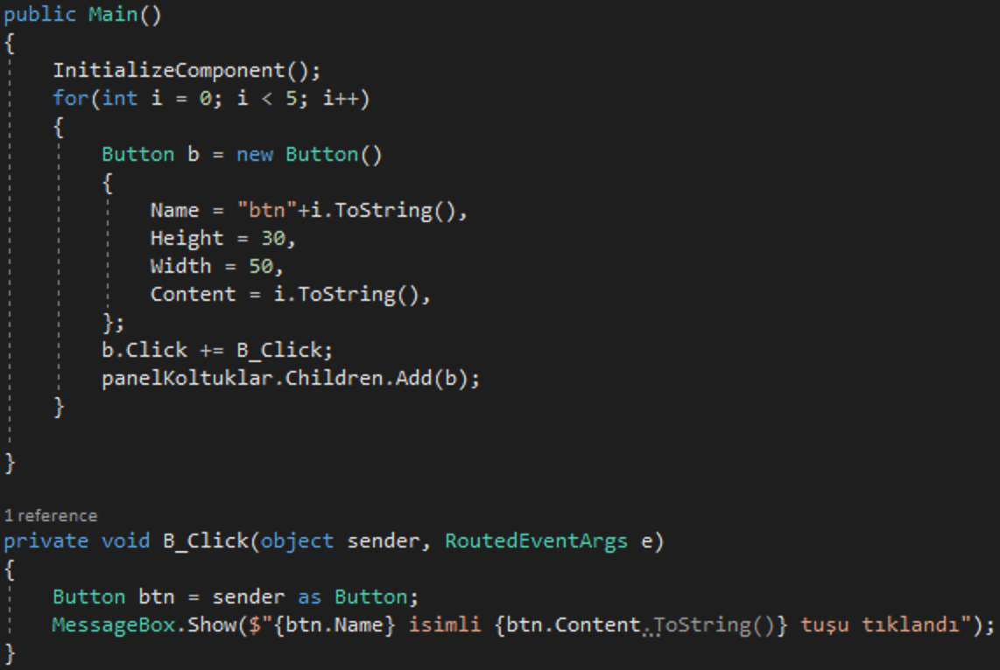 public Main()
{
InitializeComponent();
for(int i = 0; i < 5; i++)
{
Button b = new Button()
{
Name = "btn"+i.ToString(),
Height = 30,
Width = 50,
Content = i.ToString(),
};
b.Click += B_Click;
panelKoltuklar.Children.Add(b);
}
}
1 reference
private void B_Click(object sender, RoutedEventArgs e)
{
Button btn = sender as Button;
MessageBox.Show($"{btn.Name} isimli {btn.Content.ToString()} tuşu tıklandı");
}